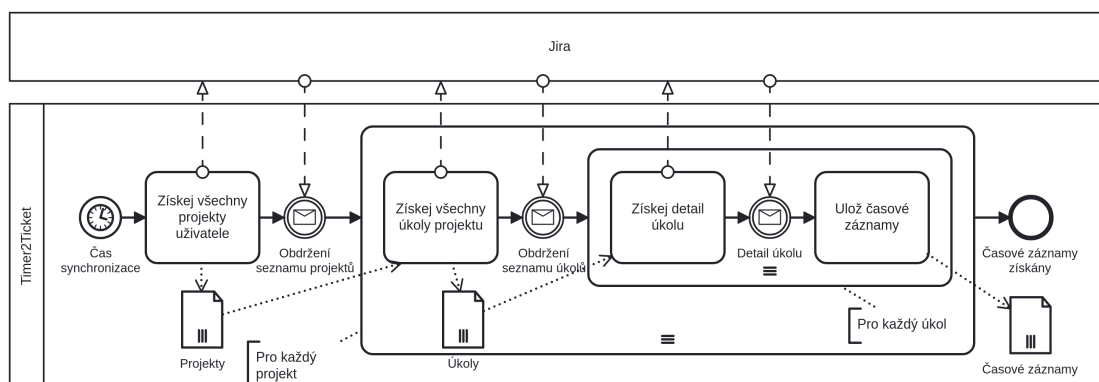 Jira
Timer2Ticket
Získej všechny
projekty
uživatele
Získej všechny
úkoly projektu
Získej detail
úkolu
Ulož časové
záznamy
Čas
synchronizace
Obdržení
seznamu projektů
Obdržení
seznamu úkolů
Detail úkolu
Časové záznamy
získány
Projekty
Pro každý
projekt
Úkoly
Pro každý úkol
Časové záznamy